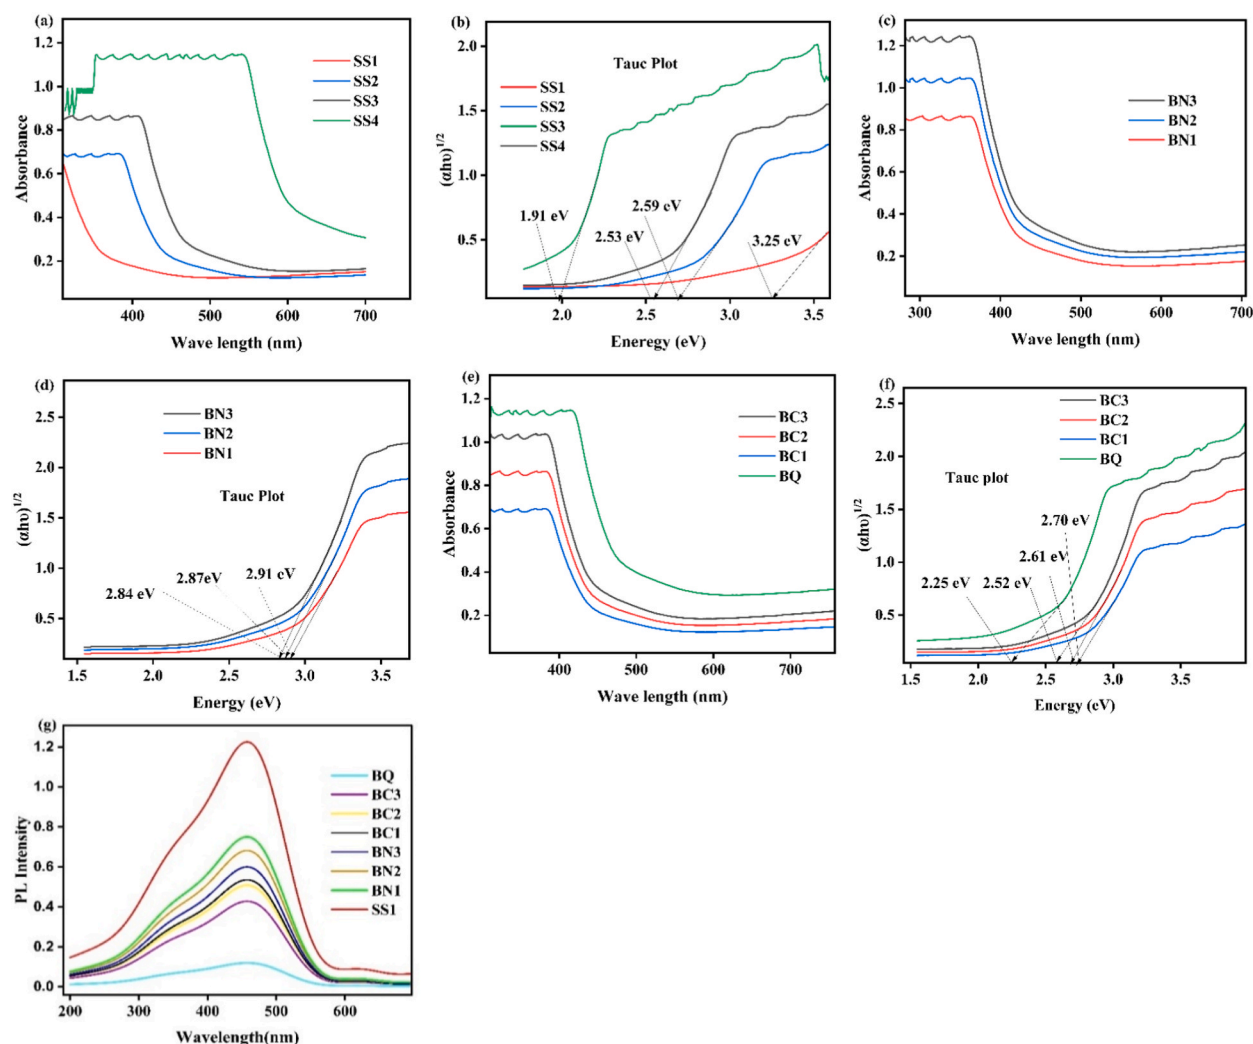 (a)
1.2
1.0
0.8
0.6
0.4
0.2
Absorbance
SS1
SS2
SS3
SS4
400
500
600
700
Wave length (nm)
(b)
2.0
1.5
1.0
0.5
(αhυ)1/2
Tauc Plot
SS1
SS2
SS3
SS4
1.91 eV
2.53 eV
2.59 eV
3.25 eV
2.0
2.5
3.0
3.5
Eneregy (eV)
(c)
1.2
1.0
0.8
0.6
0.4
0.2
Absorbance
BN3
BN2
BN1
300
400
500
600
700
Wave length (nm)
(d)
2.5
2.0
1.5
1.0
0.5
(αhυ)1/2
BN3
BN2
BN1
Tauc Plot
2.84 eV
2.87eV
2.91 eV
1.5
2.0
2.5
3.0
3.5
Energy (eV)
(e)
1.2
1.0
0.8
0.6
0.4
0.2
Absorbance
BC3
BC2
BC1
BQ
400
500
600
700
Wave length (nm)
(f)
2.5
2.0
1.5
1.0
0.5
(αhυ)1/2
BC3
BC2
BC1
BQ
Tauc plot
2.25 eV
2.52 eV
2.61 eV
2.70 eV
1.5
2.0
2.5
3.0
3.5
Energy (eV)
(g)
1.2
1.0
0.8
0.6
0.4
0.2
0.0
PL Intensity
BQ
BC3
BC2
BC1
BN3
BN2
BN1
SS1
200
300
400
500
600
Wavelength(nm)